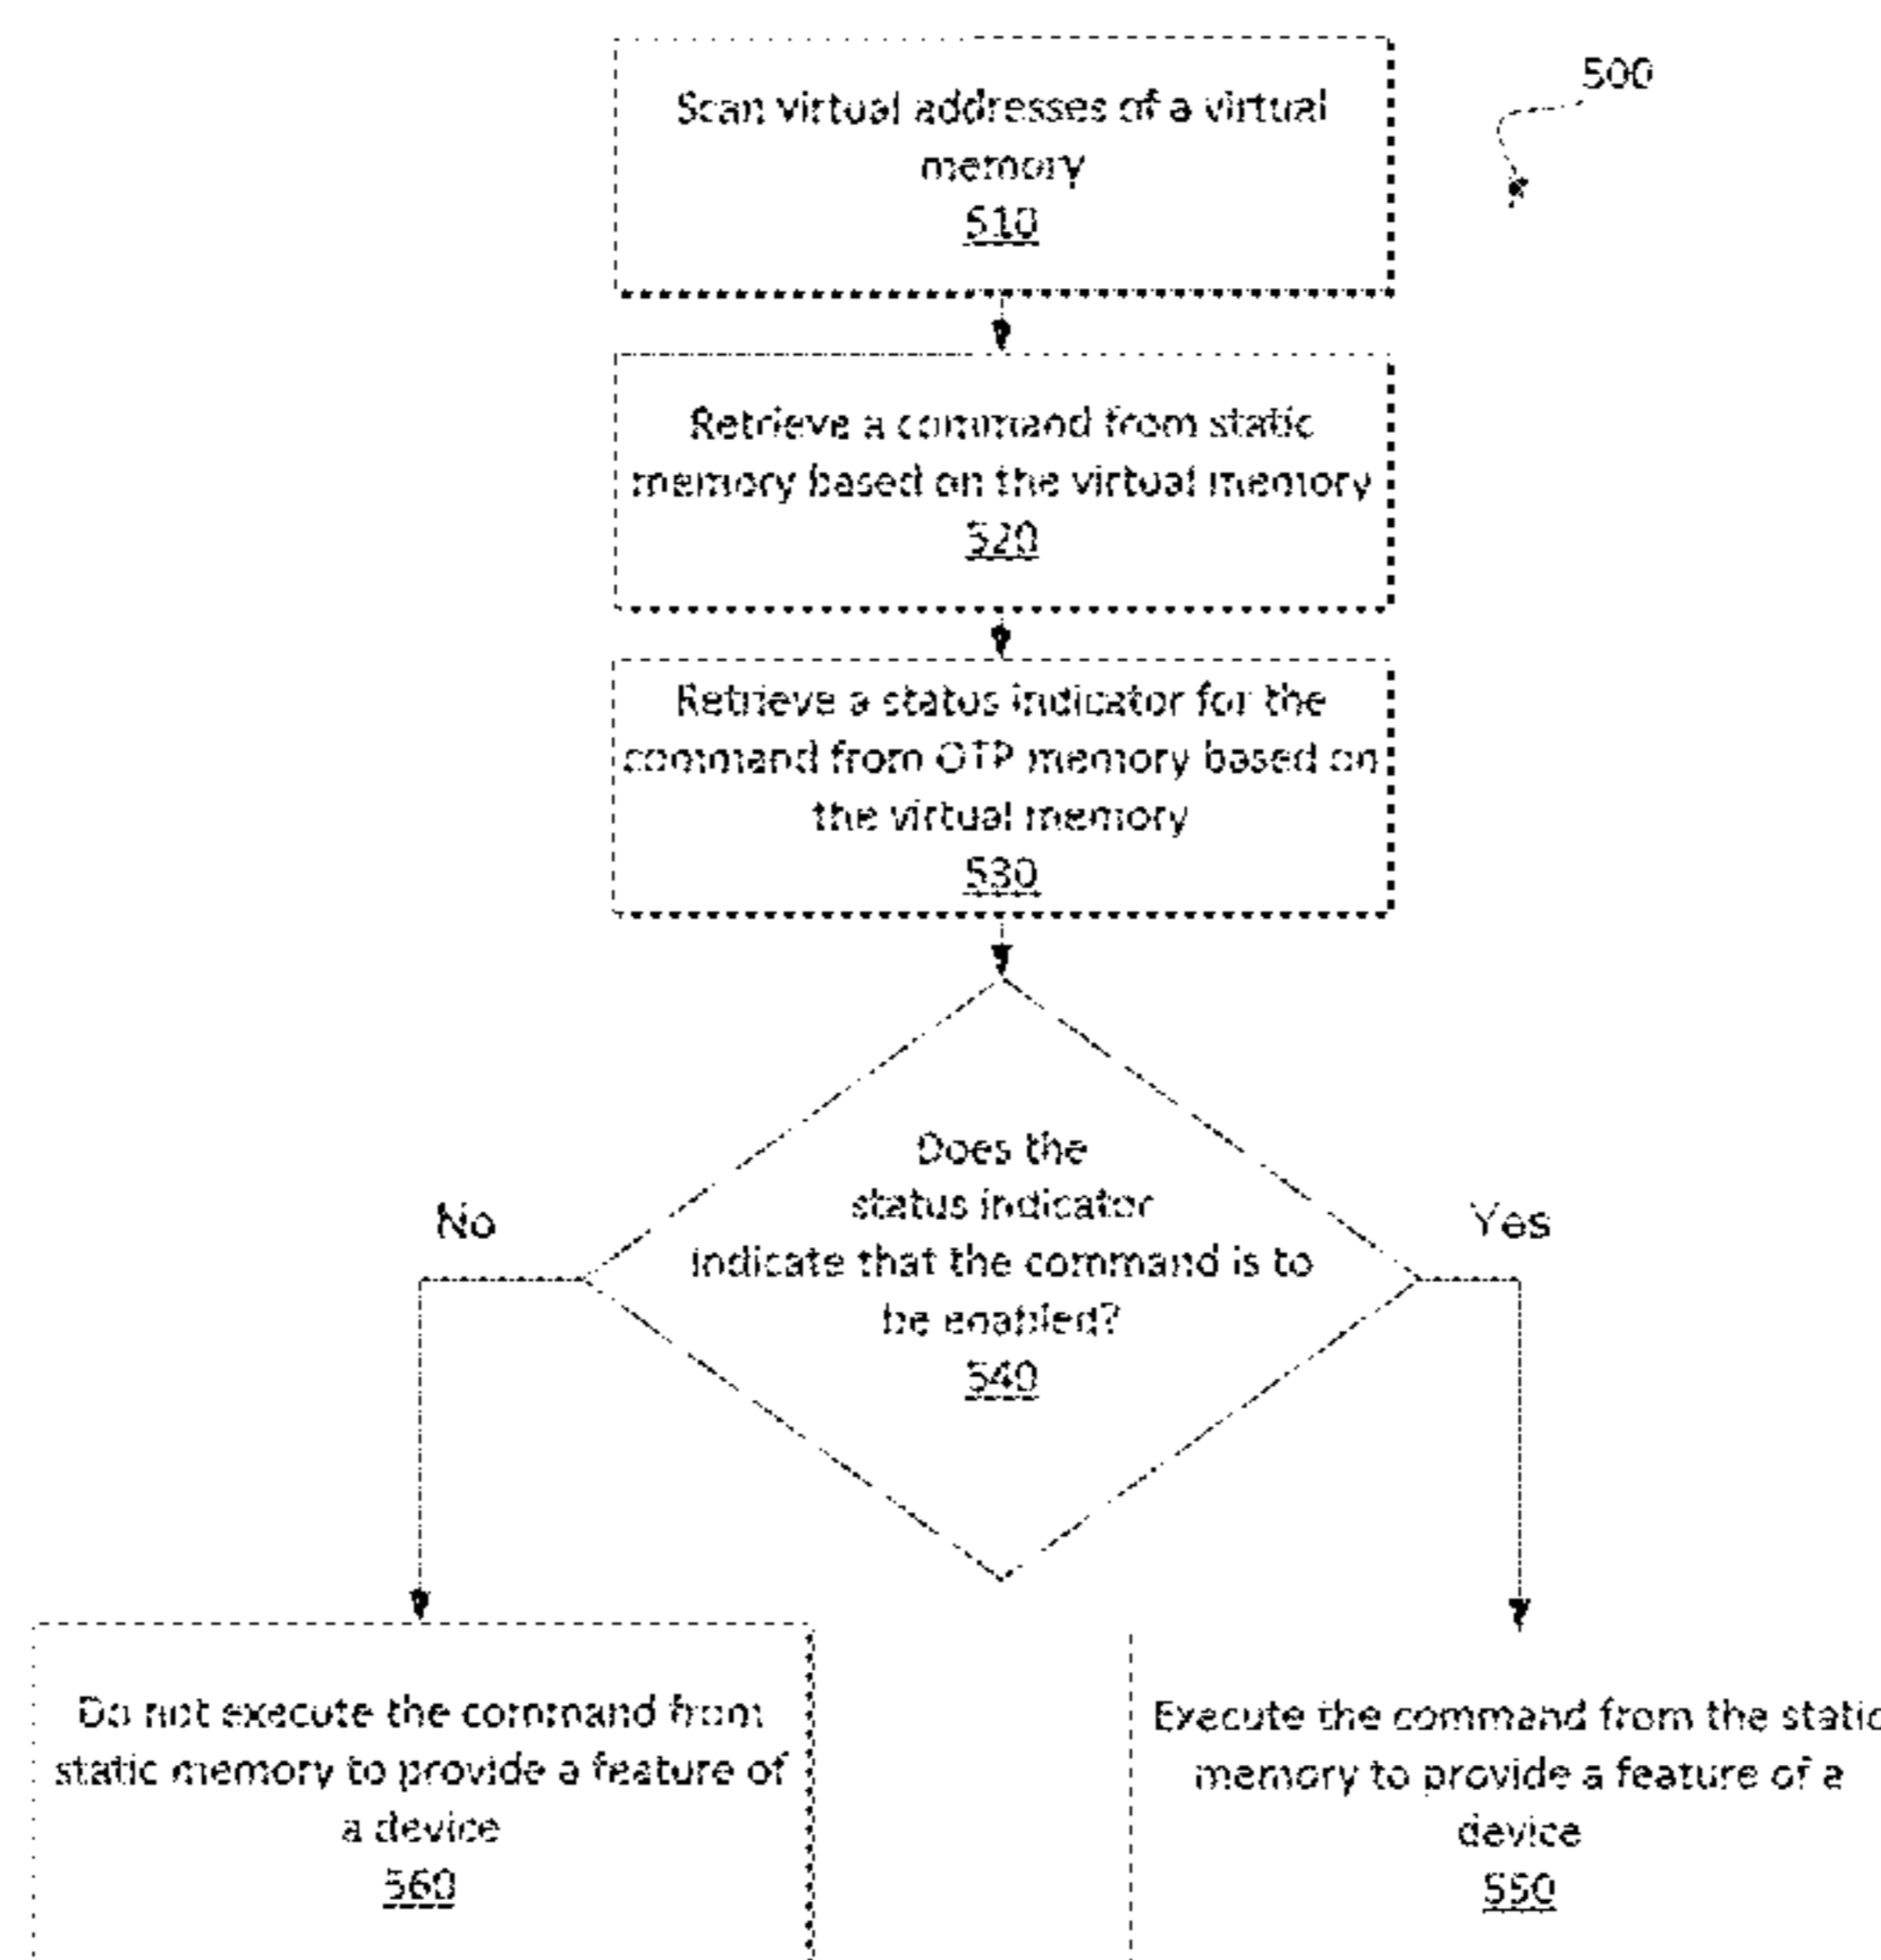 500
Scan virtual addresses of a virtual
memory
510
Retrieve a command from static
memory based on the virtual memory
520
Retrieve a status indicator for the
command from OTP memory based on
the virtual memory
530
Does the
status indicator
indicate that the command is to
be enabled?
540
No
Yes
Do not execute the command from
static memory to provide a feature of
a device
560
Execute the command from the static
memory to provide a feature of a
device
550